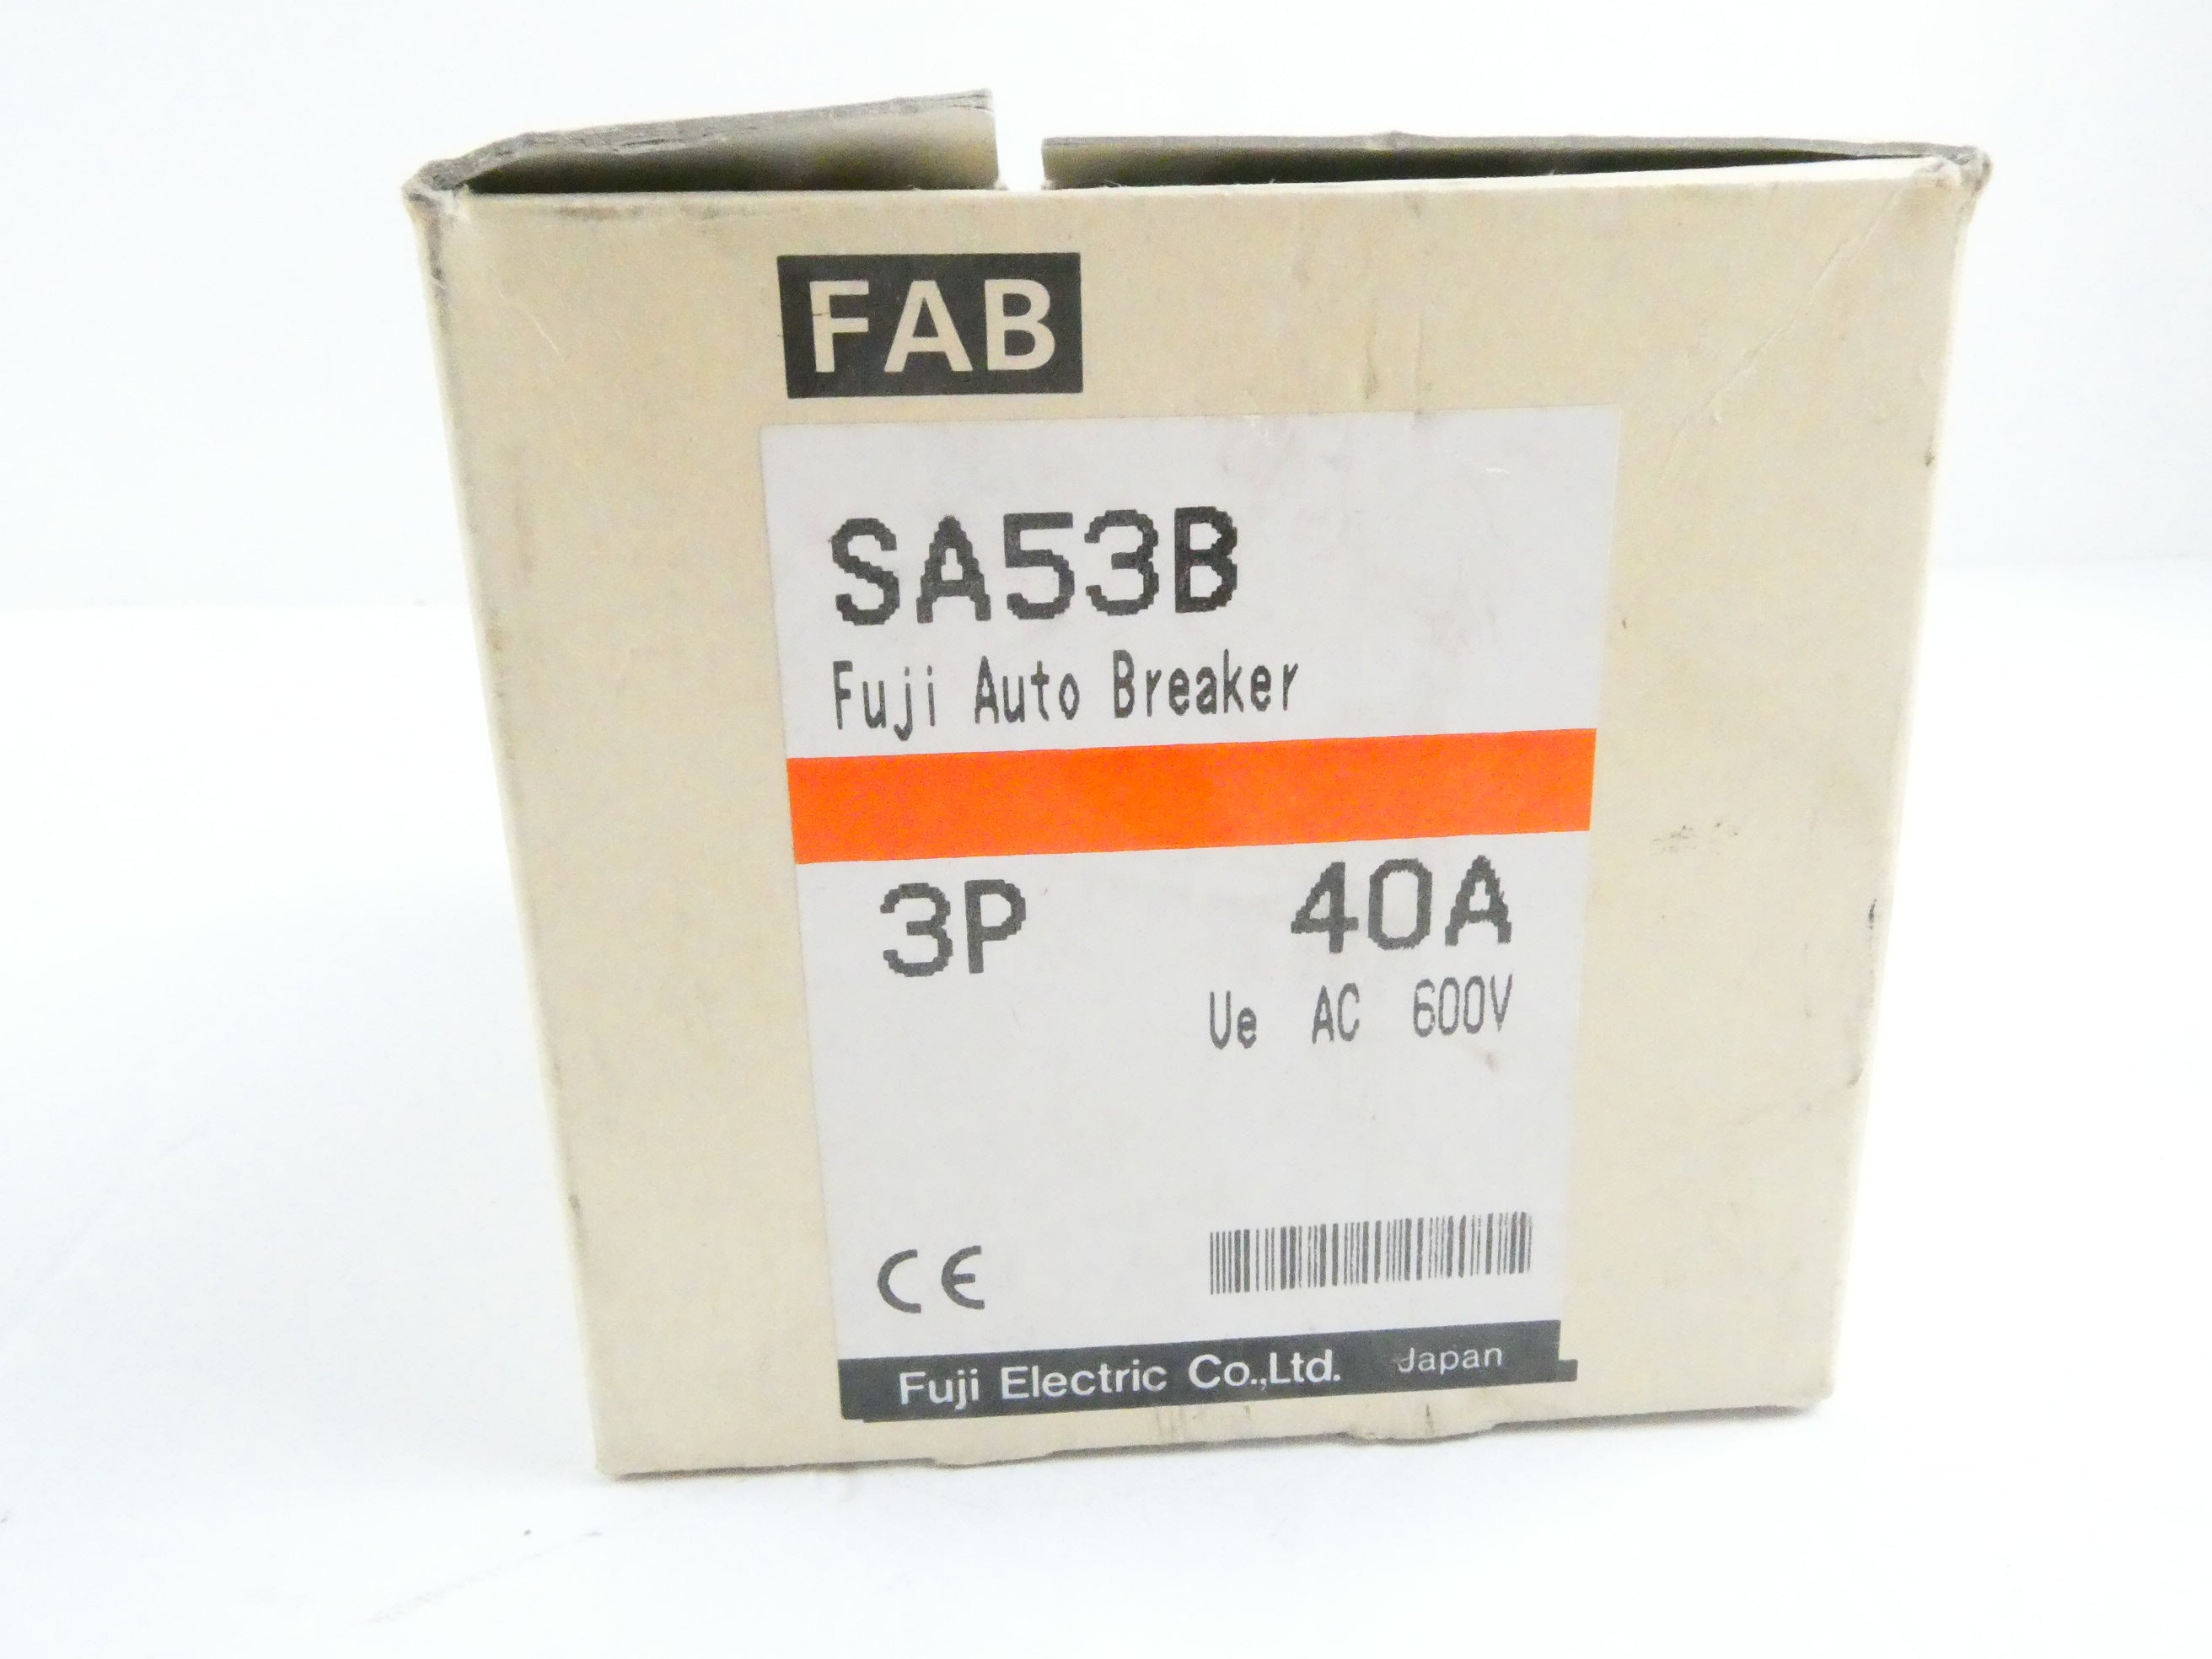 FAB
SA53B
Fuji Auto Breaker
3P 40A
Ue AC 600V
CE
Fuji Electric Co.,Ltd. Japan